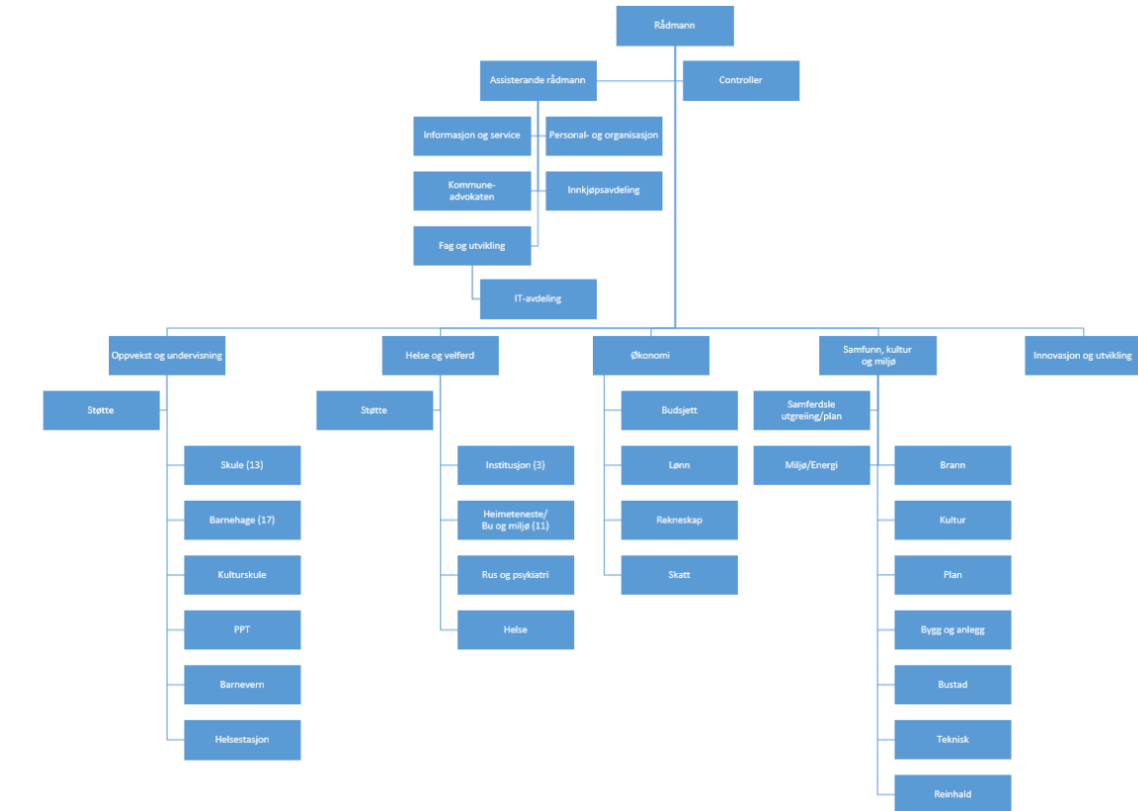 Rådmann
Assisterande rådmann
Controller
Informasjon og service
Personal- og organisasjon
Kommune-
advokaten
Innkjøpsavdeling
Fag og utvikling
IT-avdeling
Oppvekst og undervisning
Helse og velferd
Økonomi
Samfunn, kultur
og miljø
Innovasjon og utvikling
Støtte
Skule (13)
Barnehage (17)
Kulturskule
PPT
Barnevern
Helsestasjon
Støtte
Institusjon (3)
Heimeteneste/
Bu og miljø (11)
Rus og psykiatri
Helse
Budsjett
Lønn
Rekneskap
Skatt
Samferdsle
utgreiing/plan
Miljø/Energi
Brann
Kultur
Plan
Bygg og anlegg
Bustad
Teknisk
Reinhald